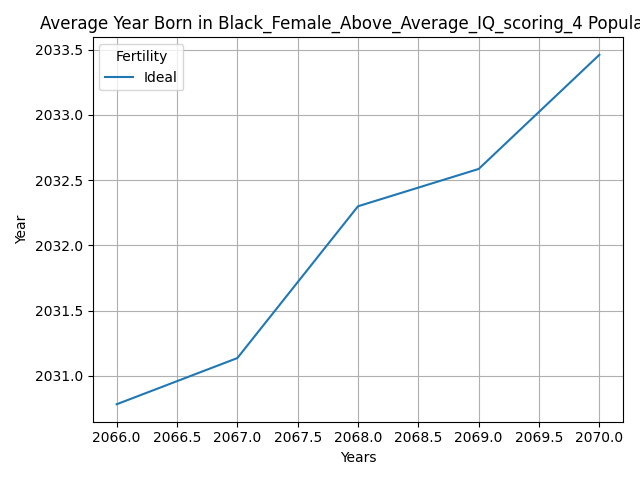 Average Year Born in Black_Female_Above_Average_IQ_scoring_4 Popula
Fertility
Ideal
2033.5
2033.0
2032.5
2032.0
2031.5
2031.0
Year
2066.0 2066.5 2067.0 2067.5 2068.0 2068.5 2069.0 2069.5 2070.0
Years